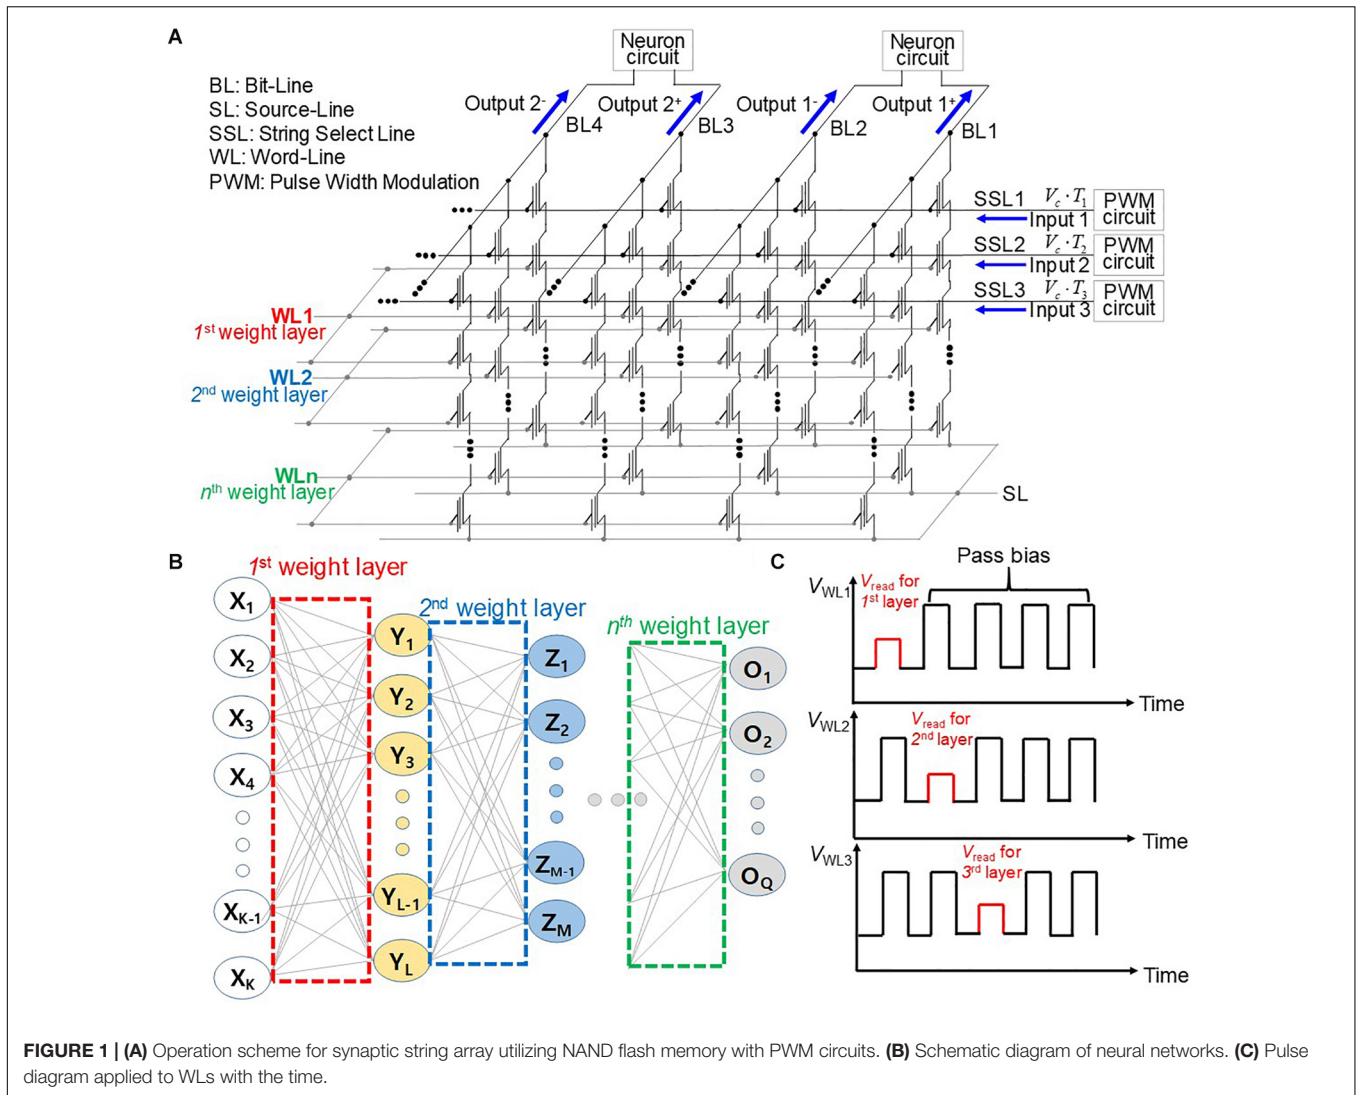 A
BL: Bit-Line
SL: Source-Line
SSL: String Select Line
WL: Word-Line
PWM: Pulse Width Modulation
Neuron circuit
Neuron circuit
Output 2-
Output 2+
Output 1-
Output 1+
BL4
BL3
BL2
BL1
SSL1 Vc · T1 PWM circuit
Input 1
SSL2 Vc · T2 PWM circuit
Input 2
SSL3 Vc · T3 PWM circuit
Input 3
WL1
1st weight layer
WL2
2nd weight layer
WLn
nth weight layer
SL
B
1st weight layer
2nd weight layer
nth weight layer
X1
X2
X3
X4
XK-1
XK
Y1
Y2
Y3
YL-1
YL
Z1
Z2
ZM-1
ZM
O1
O2
OQ
C
Pass bias
VWL1
Vread for
1st layer
Time
VWL2
Vread for
2nd layer
Time
VWL3
Vread for
3rd layer
Time
FIGURE 1 | (A) Operation scheme for synaptic string array utilizing NAND flash memory with PWM circuits. (B) Schematic diagram of neural networks. (C) Pulse
diagram applied to WLs with the time.